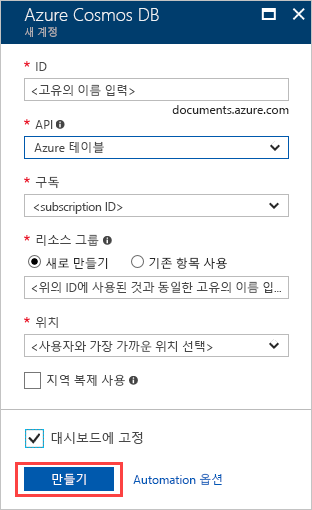 Azure Cosmos DB
새 계정
* ID
<고유의 이름 입력>
documents.azure.com
* API
Azure 테이블
* 구독
<subscription ID>
* 리소스 그룹
새로 만들기 기존 항목 사용
<위의 ID에 사용된 것과 동일한 고유의 이름 입...
* 위치
<사용자와 가장 가까운 위치 선택>
지역 복제 사용
대시보드에 고정
만들기 Automation 옵션